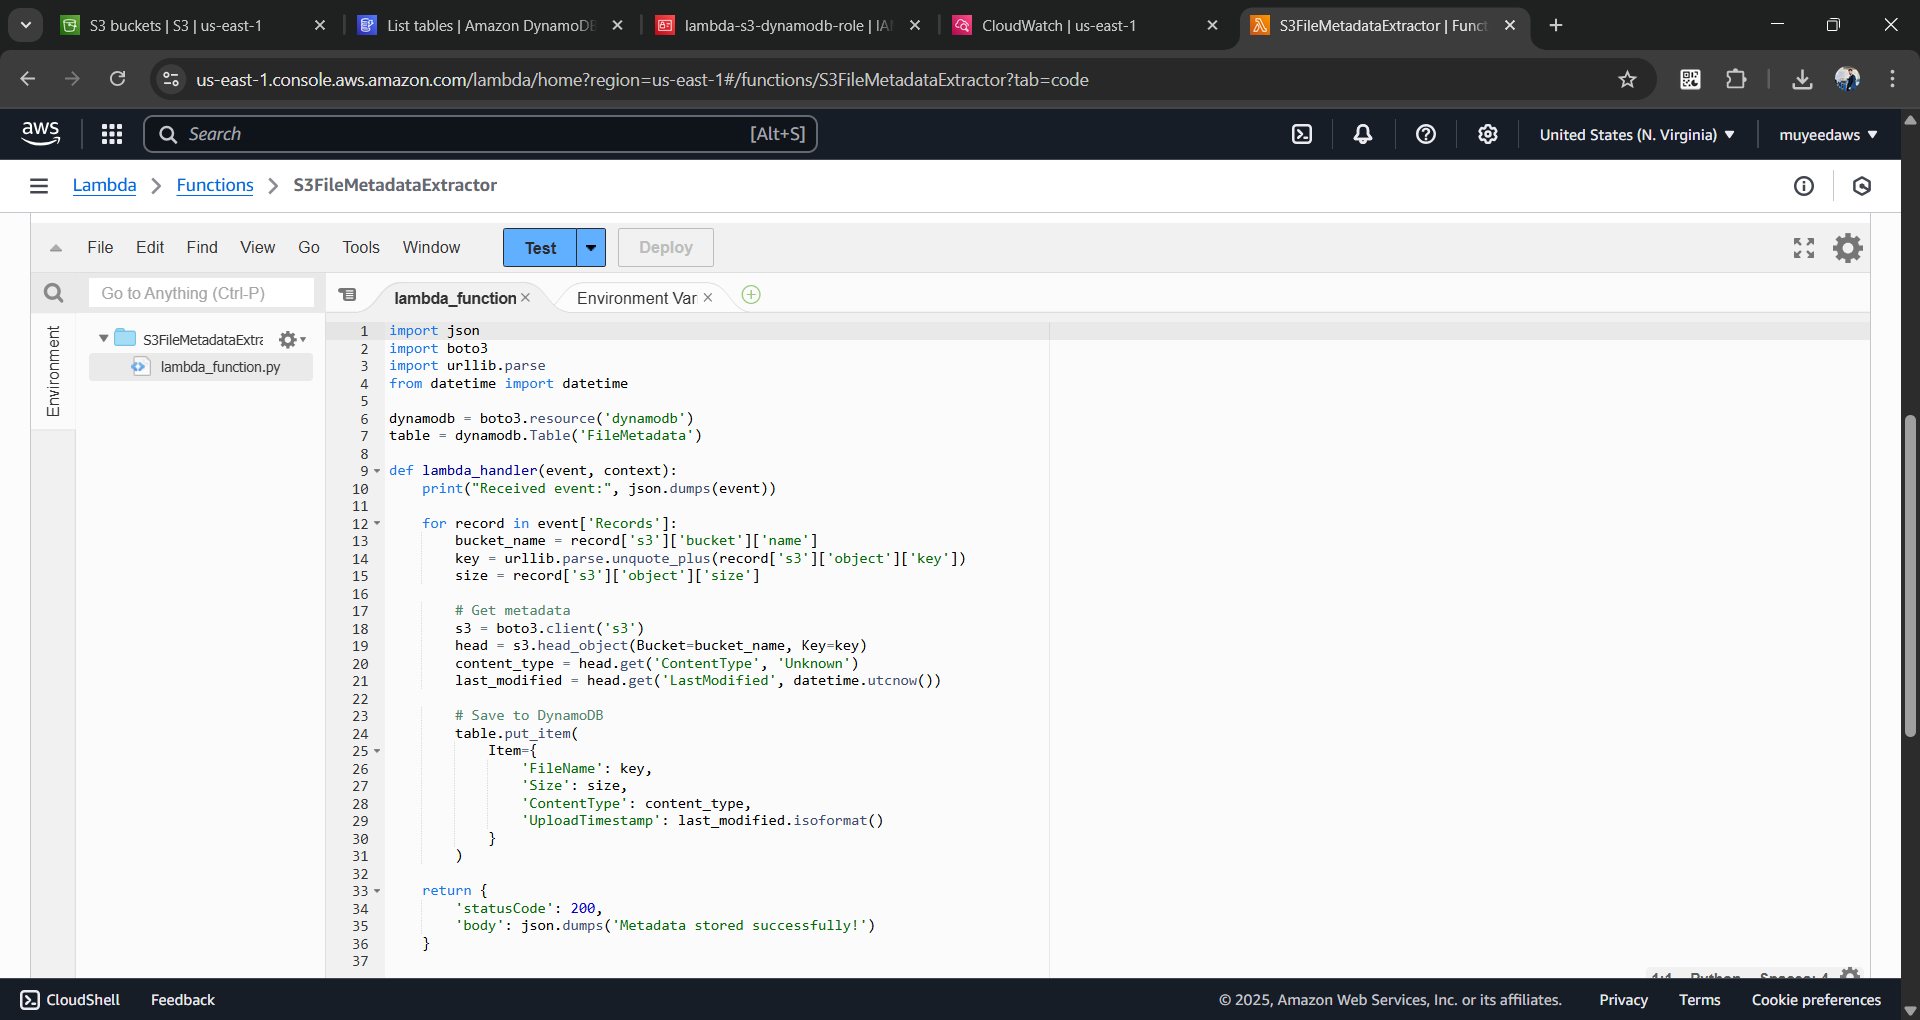 S3 buckets | S3 | us-east-1
List tables | Amazon DynamoDB
lambda-s3-dynamodb-role | IA
CloudWatch | us-east-1
S3FileMetadataExtractor | Funct
us-east-1.console.aws.amazon.com/lambda/home?region=us-east-1#/functions/S3FileMetadataExtractor?tab=code
aws
Search
[Alt+S]
United States (N. Virginia)
muyeedaws
Lambda
Functions
S3FileMetadataExtractor
File Edit Find View Go Tools Window
Test
Deploy
Go to Anything (Ctrl-P)
lambda_function
Environment Var
Environment
S3FileMetadataExtra
lambda_function.py
1 import json
2 import boto3
3 import urllib.parse
4 from datetime import datetime
5
6 dynamodb = boto3.resource('dynamodb')
7 table = dynamodb.Table('FileMetadata')
8
9 def lambda_handler(event, context):
10 print("Received event:", json.dumps(event))
11
12 for record in event['Records']:
13 bucket_name = record['s3']['bucket']['name']
14 key = urllib.parse.unquote_plus(record['s3']['object']['key'])
15 size = record['s3']['object']['size']
16
17 # Get metadata
18 s3 = boto3.client('s3')
19 head = s3.head_object(Bucket=bucket_name, Key=key)
20 content_type = head.get('ContentType', 'Unknown')
21 last_modified = head.get('LastModified', datetime.utcnow())
22
23 # Save to DynamoDB
24 table.put_item(
25 Item={
26 'FileName': key,
27 'Size': size,
28 'ContentType': content_type,
29 'UploadTimestamp': last_modified.isoformat()
30 }
31 )
32
33 return {
34 'statusCode': 200,
35 'body': json.dumps('Metadata stored successfully!')
36 }
37
1:1 Python Spaces: 4
CloudShell
Feedback
© 2025, Amazon Web Services, Inc. or its affiliates.
Privacy
Terms
Cookie preferences